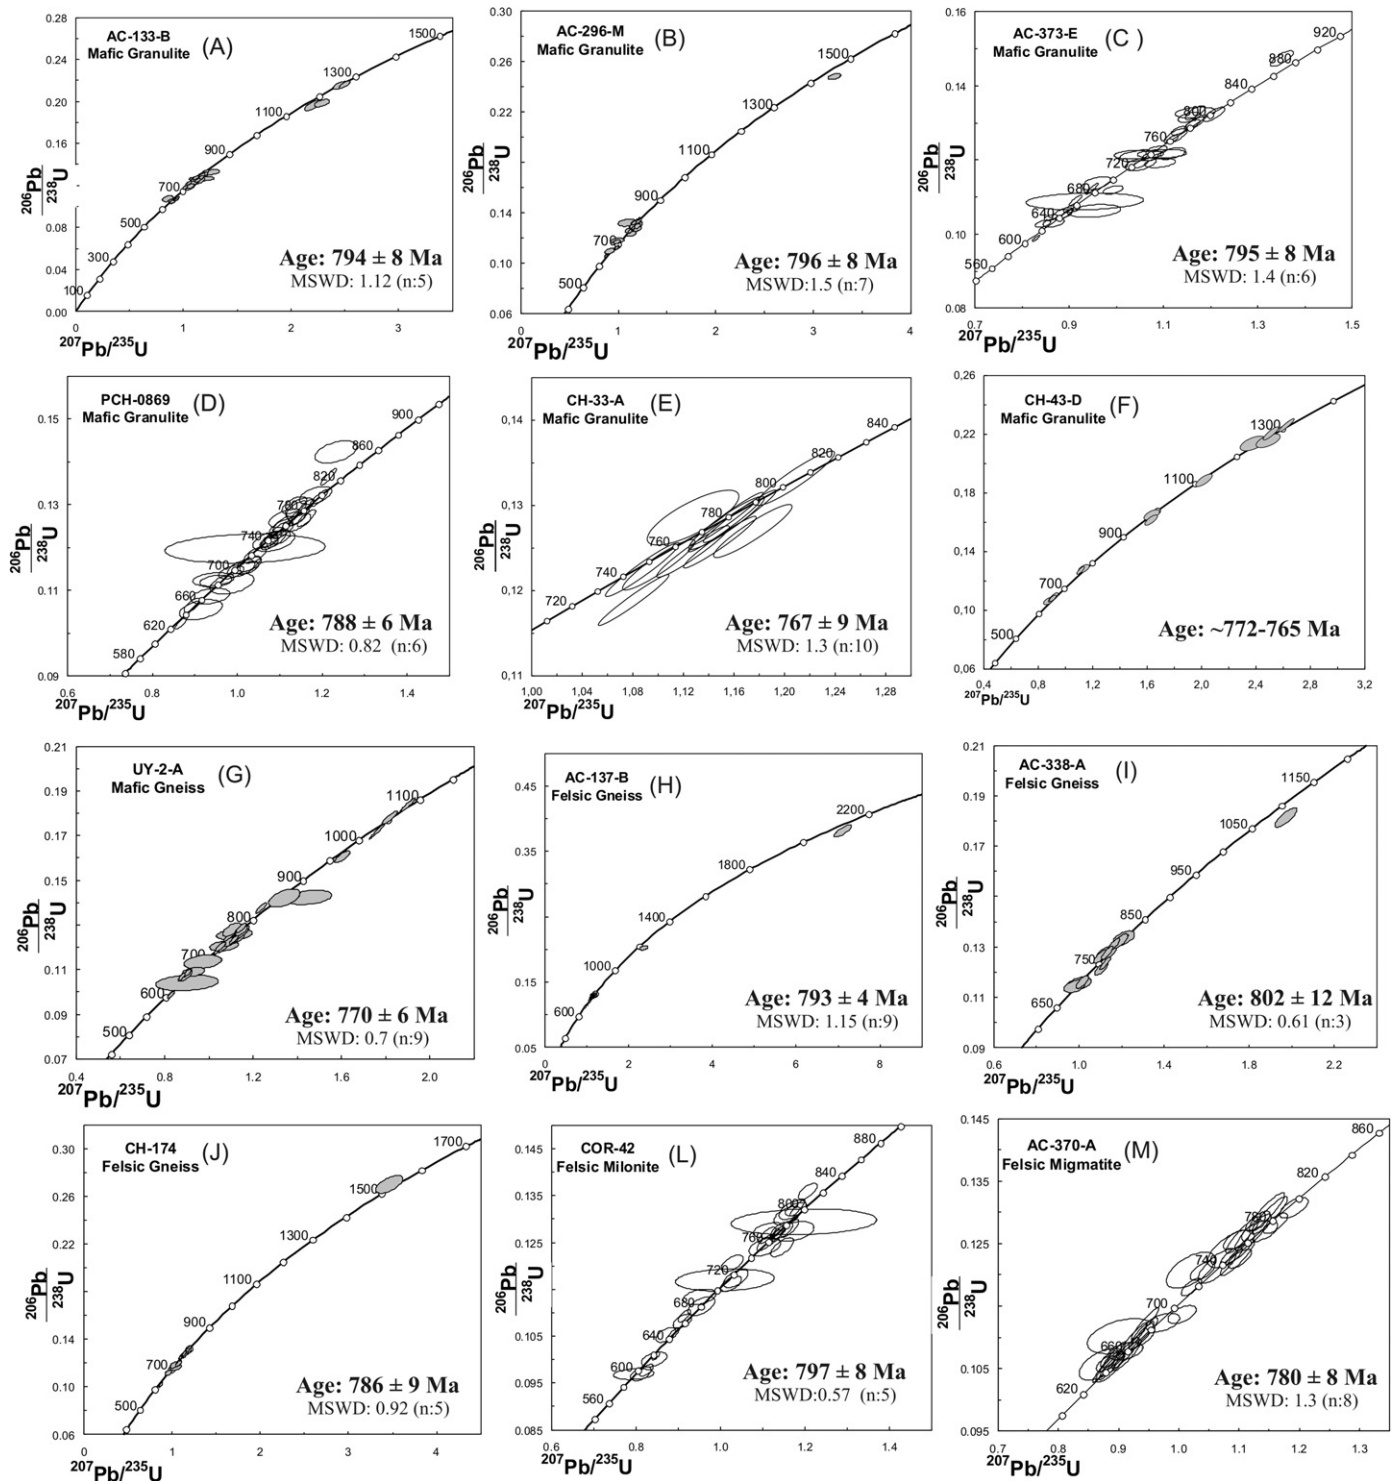 AC-133-B
Mafic Granulite
(A)
0.28
0.24
0.20
0.16
0.12
0.08
0.04
0.00
100
300
500
700
900
1100
1300
1500
Age: 794 ± 8 Ma
MSWD: 1.12 (n:5)
0
1
2
3
206Pb
238U
207Pb/235U
AC-296-M
Mafic Granulite
(B)
0.30
0.26
0.22
0.18
0.14
0.10
0.06
500
700
900
1100
1300
1500
Age: 796 ± 8 Ma
MSWD:1.5 (n:7)
0
1
2
3
4
206Pb
238U
207Pb/235U
AC-373-E
Mafic Granulite
(C )
0.16
0.14
0.12
0.10
0.08
560
600
640
680
720
760
800
840
880
920
Age: 795 ± 8 Ma
MSWD: 1.4 (n:6)
0.7
0.9
1.1
1.3
1.5
206Pb
238U
207Pb/235U
PCH-0869
Mafic Granulite
(D)
0.15
0.13
0.11
0.09
580
620
660
700
740
780
820
860
900
Age: 788 ± 6 Ma
MSWD: 0.82 (n:6)
0.6
0.8
1.0
1.2
1.4
206Pb
238U
207Pb/235U
CH-33-A
Mafic Granulite
(E)
0,14
0,13
0,12
0,11
720
740
760
780
800
820
840
Age: 767 ± 9 Ma
MSWD: 1.3 (n:10)
1,00
1,04
1,08
1,12
1,16
1,20
1,24
1,28
206Pb
238U
207Pb/235U
CH-43-D
Mafic Granulite
(F)
0,26
0,22
0,18
0,14
0,10
0,06
500
700
900
1100
1300
Age: ~772-765 Ma
0,4
0,8
1,2
1,6
2,0
2,4
2,8
3,2
206Pb
238U
207Pb/235U
UY-2-A
Mafic Gneiss
(G)
0.21
0.19
0.17
0.15
0.13
0.11
0.09
0.07
500
600
700
800
900
1000
1100
Age: 770 ± 6 Ma
MSWD: 0.7 (n:9)
0.4
0.8
1.2
1.6
2.0
206Pb
238U
207Pb/235U
AC-137-B
Felsic Gneiss
(H)
0.45
0.35
0.25
0.15
0.05
600
1000
1400
1800
2200
Age: 793 ± 4 Ma
MSWD: 1.15 (n:9)
0
2
4
6
8
206Pb
238U
207Pb/235U
AC-338-A
Felsic Gneiss
(I)
0.21
0.19
0.17
0.15
0.13
0.11
0.09
650
750
850
950
1050
1150
Age: 802 ± 12 Ma
MSWD: 0.61 (n:3)
0.6
1.0
1.4
1.8
2.2
206Pb
238U
207Pb/235U
CH-174
Felsic Gneiss
(J)
0.30
0.26
0.22
0.18
0.14
0.10
0.06
500
700
900
1100
1300
1500
1700
Age: 786 ± 9 Ma
MSWD: 0.92 (n:5)
0
1
2
3
4
206Pb
238U
207Pb/235U
COR-42
Felsic Milonite
(L)
0.145
0.135
0.125
0.115
0.105
0.095
0.085
560
600
640
680
720
760
800
840
880
Age: 797 ± 8 Ma
MSWD:0.57 (n:5)
0.6
0.8
1.0
1.2
1.4
206Pb
238U
207Pb/235U
AC-370-A
Felsic Migmatite
(M)
0.145
0.135
0.125
0.115
0.105
0.095
620
660
700
740
780
820
860
Age: 780 ± 8 Ma
MSWD: 1.3 (n:8)
0.7
0.8
0.9
1.0
1.1
1.2
1.3
206Pb
238U
207Pb/235U